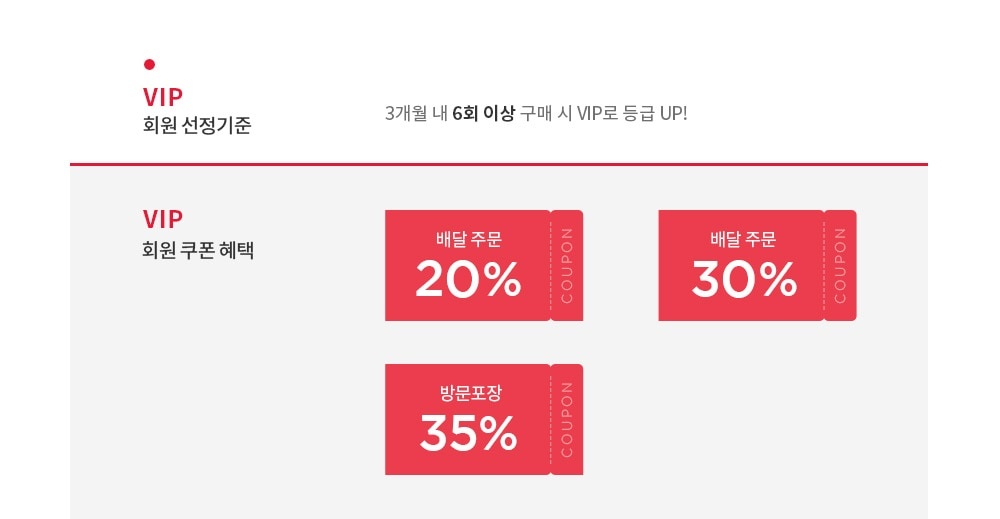 VIP
회원 선정기준
3개월 내 6회 이상 구매 시 VIP로 등급 UP!
VIP
회원 쿠폰 혜택
배달 주문
20%
COUPON
배달 주문
30%
COUPON
방문포장
35%
COUPON